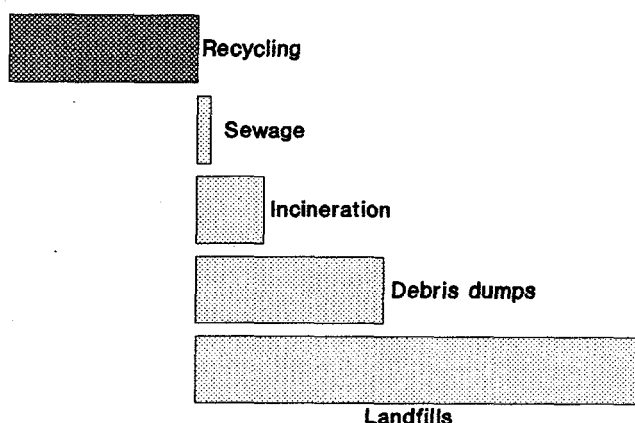 Recycling
Sewage
Incineration
Debris dumps
Landfills